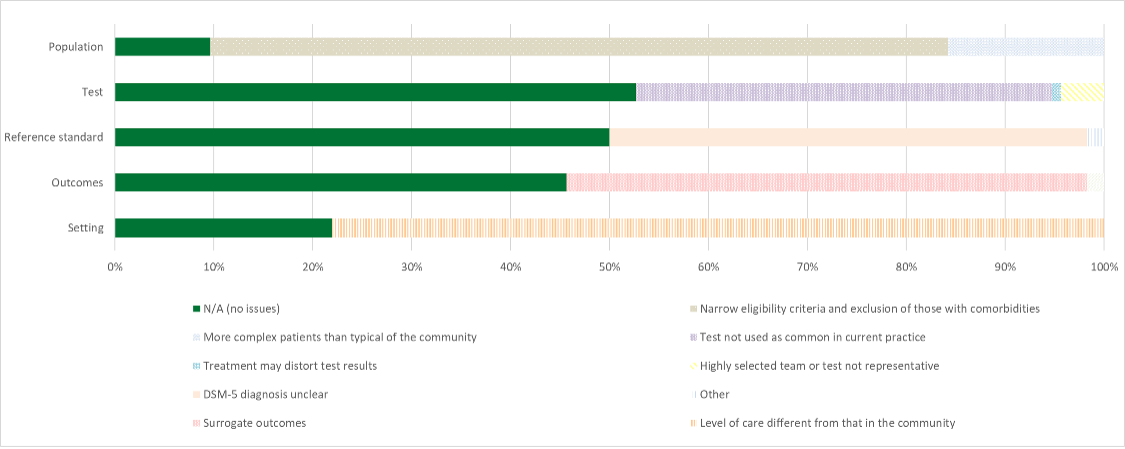 Population
Test
Reference standard
Outcomes
Setting
0% 10% 20% 30% 40% 50% 60% 70% 80% 90% 100%
N/A (no issues) Narrow eligibility criteria and exclusion of those with comorbidities
More complex patients than typical of the community Test not used as common in current practice
Treatment may distort test results Highly selected team or test not representative
DSM-5 diagnosis unclear Other
Surrogate outcomes Level of care different from that in the community